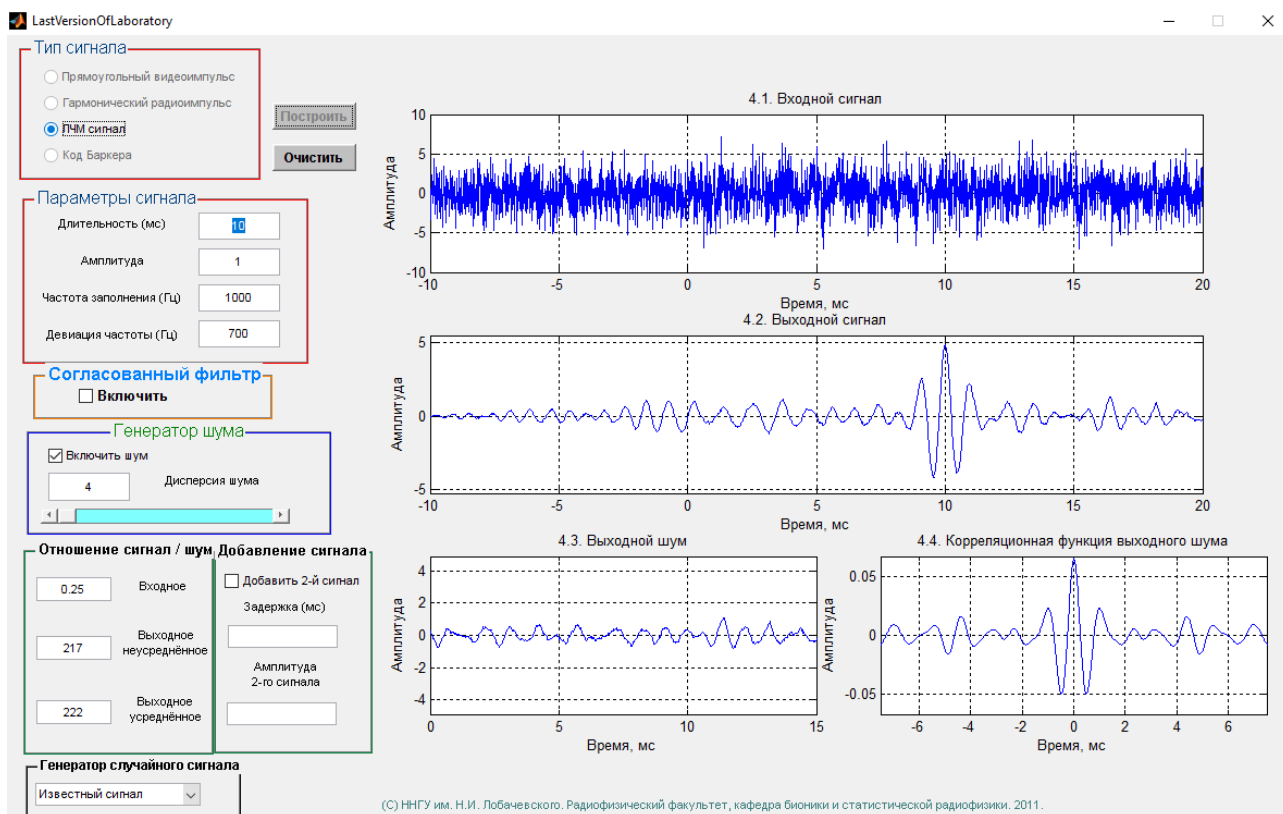 LastVersionOfLaboratory
Тип сигнала
Прямоугольный видеоимпульс
Гармонический радиоимпульс
ЛЧМ сигнал
Код Баркера
Построить
Очистить
Параметры сигнала
Длительность (мс)
10
Амплитуда
1
Частота заполнения (Гц)
1000
Девиация частоты (Гц)
700
Согласованный фильтр
Включить
Генератор шума
Включить шум
4
Дисперсия шума
Отношение сигнал / шум
0.25
Входное
217
Выходное
неусреднённое
222
Выходное
усреднённое
Добавление сигнала
Добавить 2-й сигнал
Задержка (мс)
Амплитуда
2-го сигнала
Генератор случайного сигнала
Известный сигнал
4.1. Входной сигнал
Амплитуда
10
5
0
-5
-10
-10 -5 0 5 10 15 20
Время, мс
4.2. Выходной сигнал
Амплитуда
5
0
-5
-10 -5 0 5 10 15 20
Время, мс
4.3. Выходной шум
Амплитуда
4
2
0
-2
-4
0 5 10 15
Время, мс
4.4. Корреляционная функция выходного шума
Амплитуда
0.05
0
-0.05
-6 -4 -2 0 2 4 6
Время, мс
(С) ННГУ им. Н.И. Лобачевского. Радиофизический факультет, кафедра бионики и статистической радиофизики. 2011.